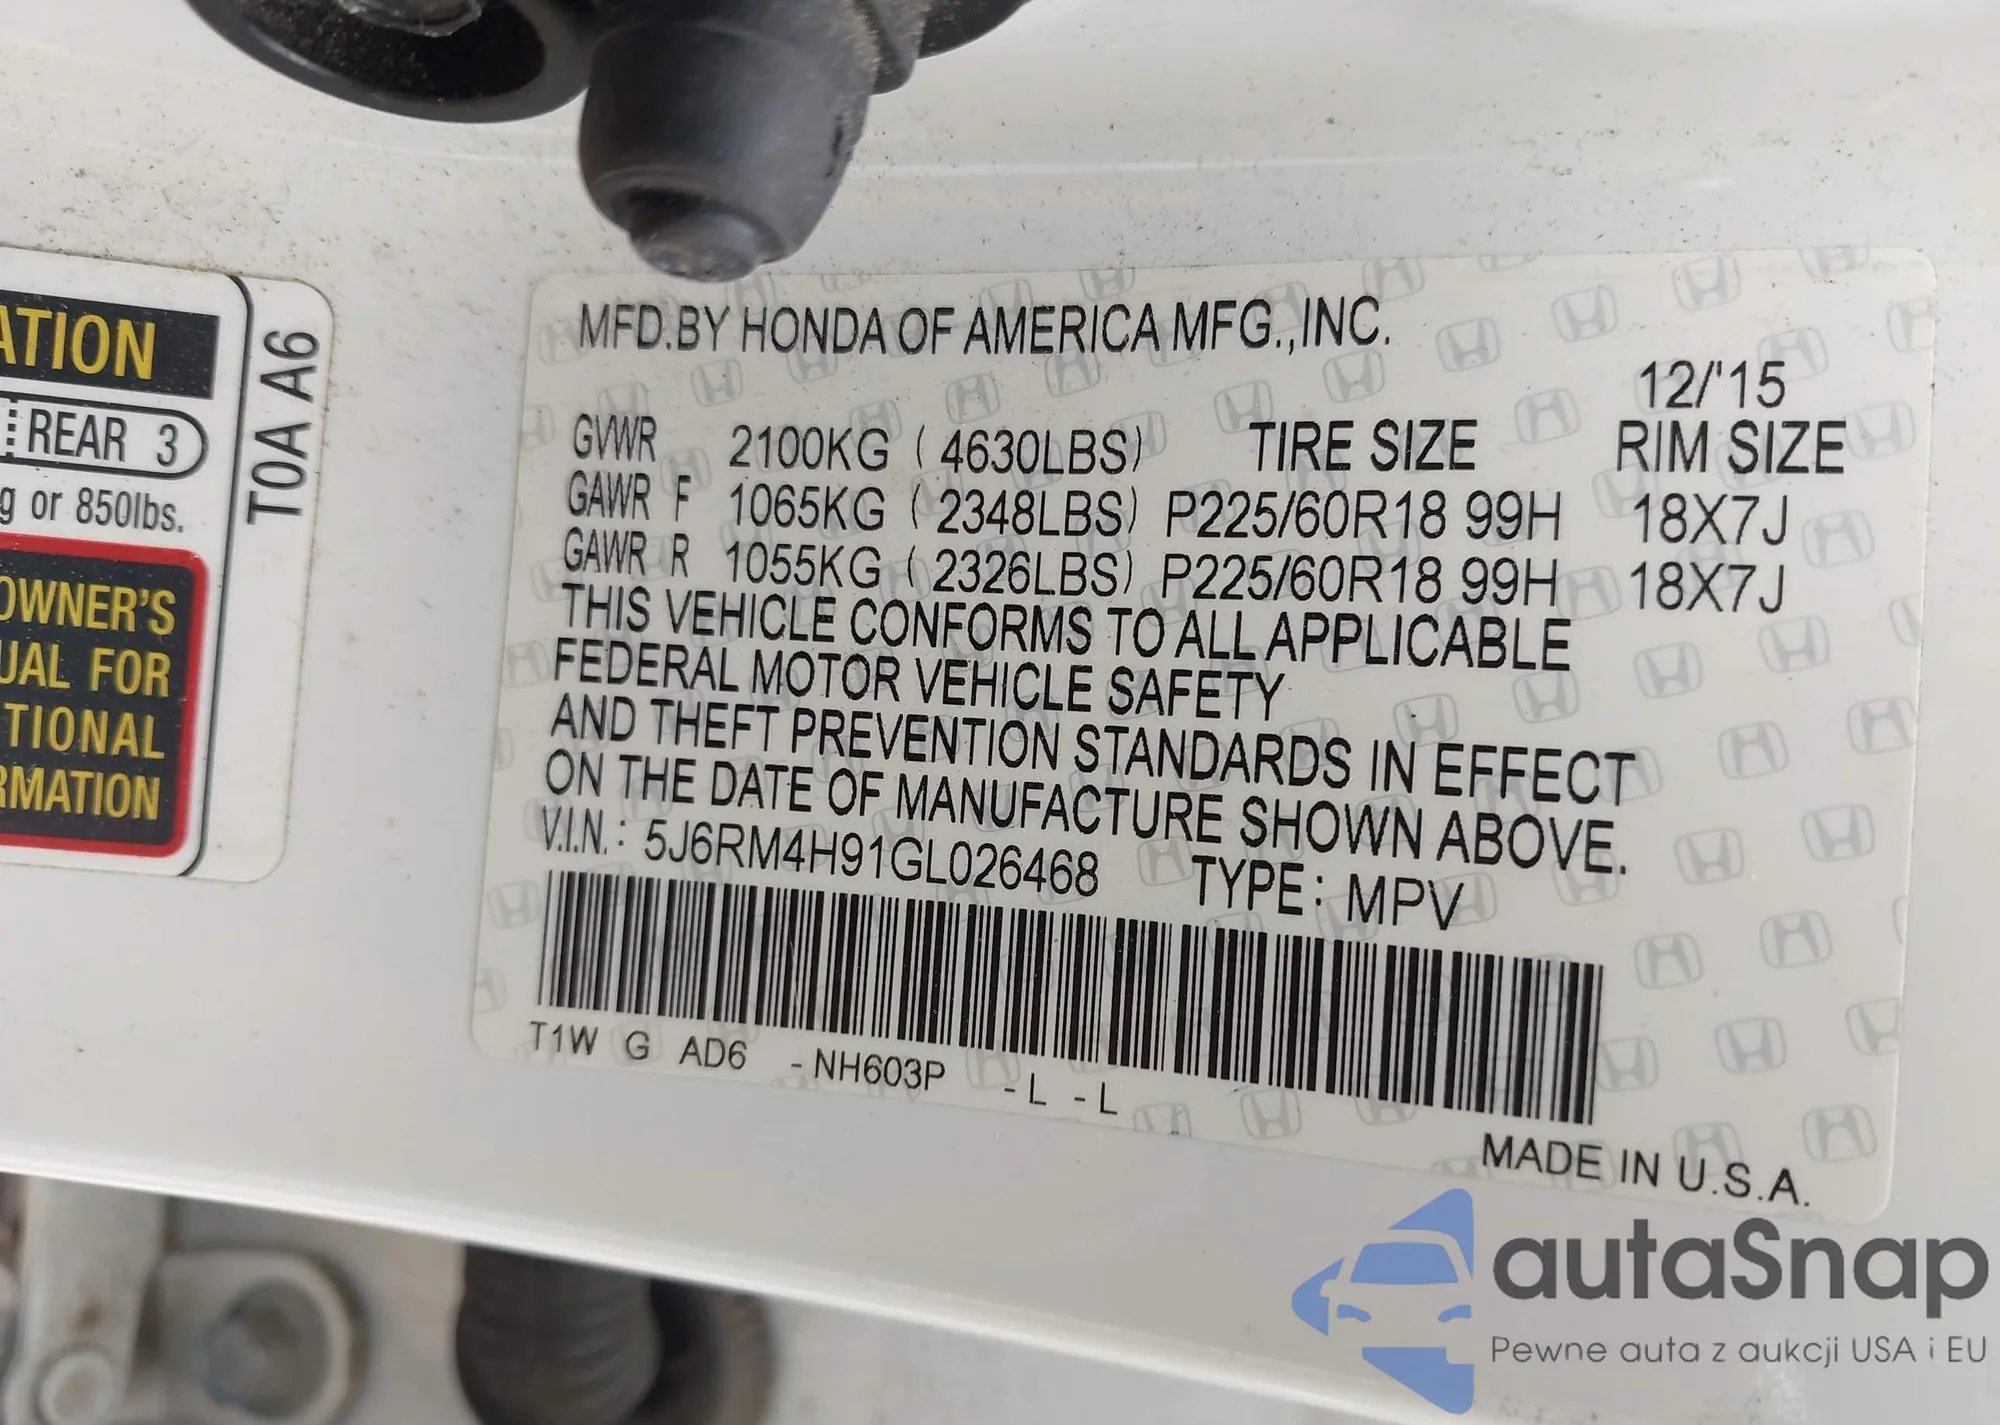 ATION
REAR 3
g or 850lbs.
OWNER'S
UAL FOR
TIONAL
RMATION
T0A A6
MFD.BY HONDA OF AMERICA MFG.,INC.
12/'15
GVWR 2100KG ( 4630LBS) TIRE SIZE RIM SIZE
GAWR F 1065KG ( 2348LBS) P225/60R18 99H 18X7J
GAWR R 1055KG ( 2326LBS) P225/60R18 99H 18X7J
THIS VEHICLE CONFORMS TO ALL APPLICABLE
FEDERAL MOTOR VEHICLE SAFETY
AND THEFT PREVENTION STANDARDS IN EFFECT
ON THE DATE OF MANUFACTURE SHOWN ABOVE.
V.I.N.: 5J6RM4H91GL026468 TYPE: MPV
T1W G AD6 -NH603P -L -L
MADE IN U.S.A.
autaSnap
Pewne auta z aukcji USA i EU